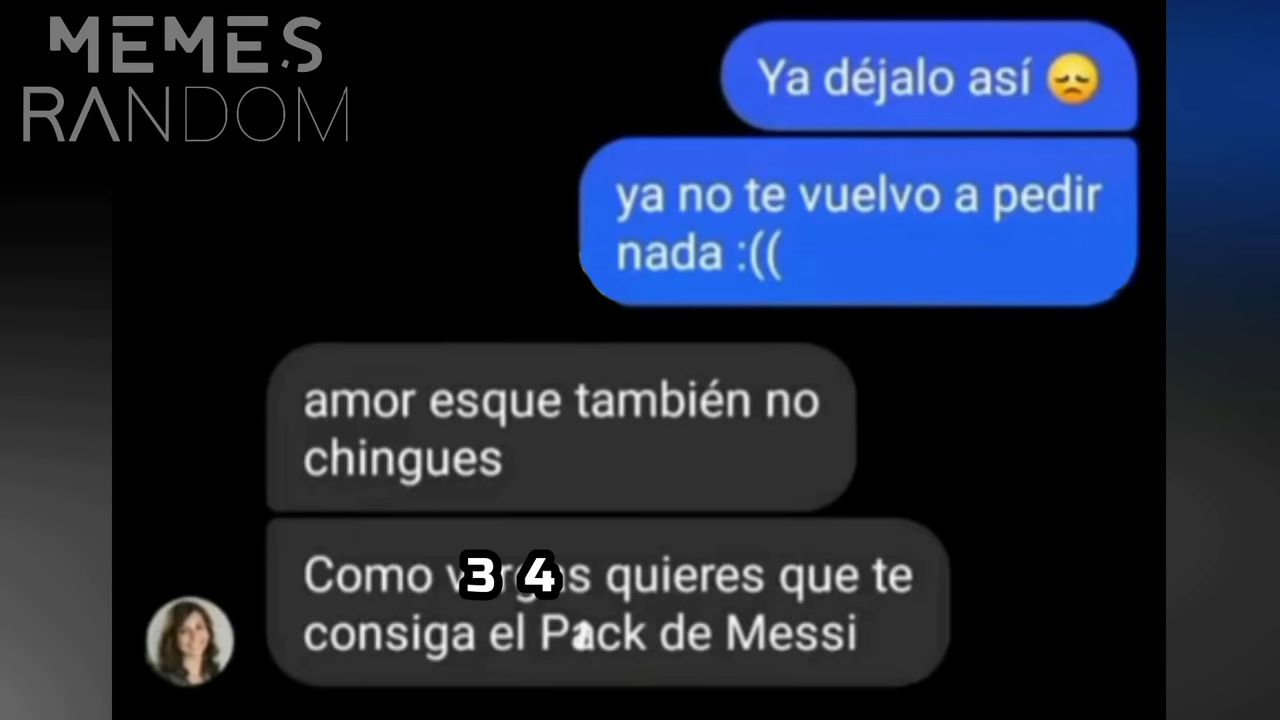 MEMES
RANDOM
Ya déjalo así 😞
ya no te vuelvo a pedir
nada :((
amor esque también no
chingues
Como vergas quieres que te
consiga el Pack de Messi
3 4